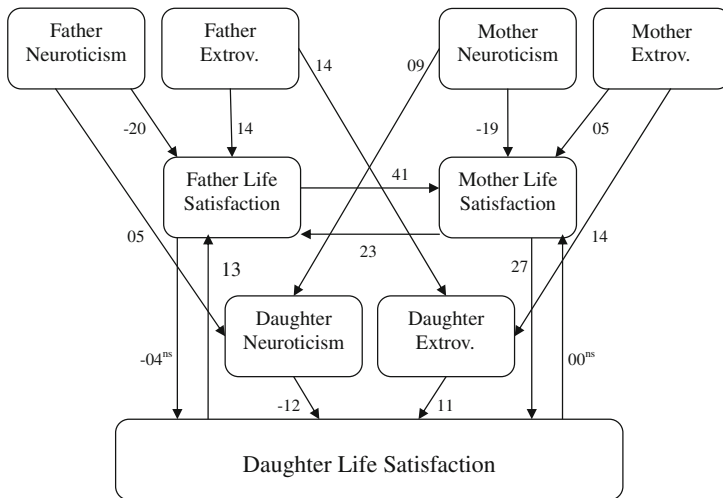 Father
Neuroticism
Father
Extrov.
Mother
Neuroticism
Mother
Extrov.
14
09
-20
14
-19
05
Father Life
Satisfaction
41
Mother Life
Satisfaction
05
13
23
27
14
Daughter
Neuroticism
Daughter
Extrov.
-04ns
00ns
-12
11
Daughter Life Satisfaction